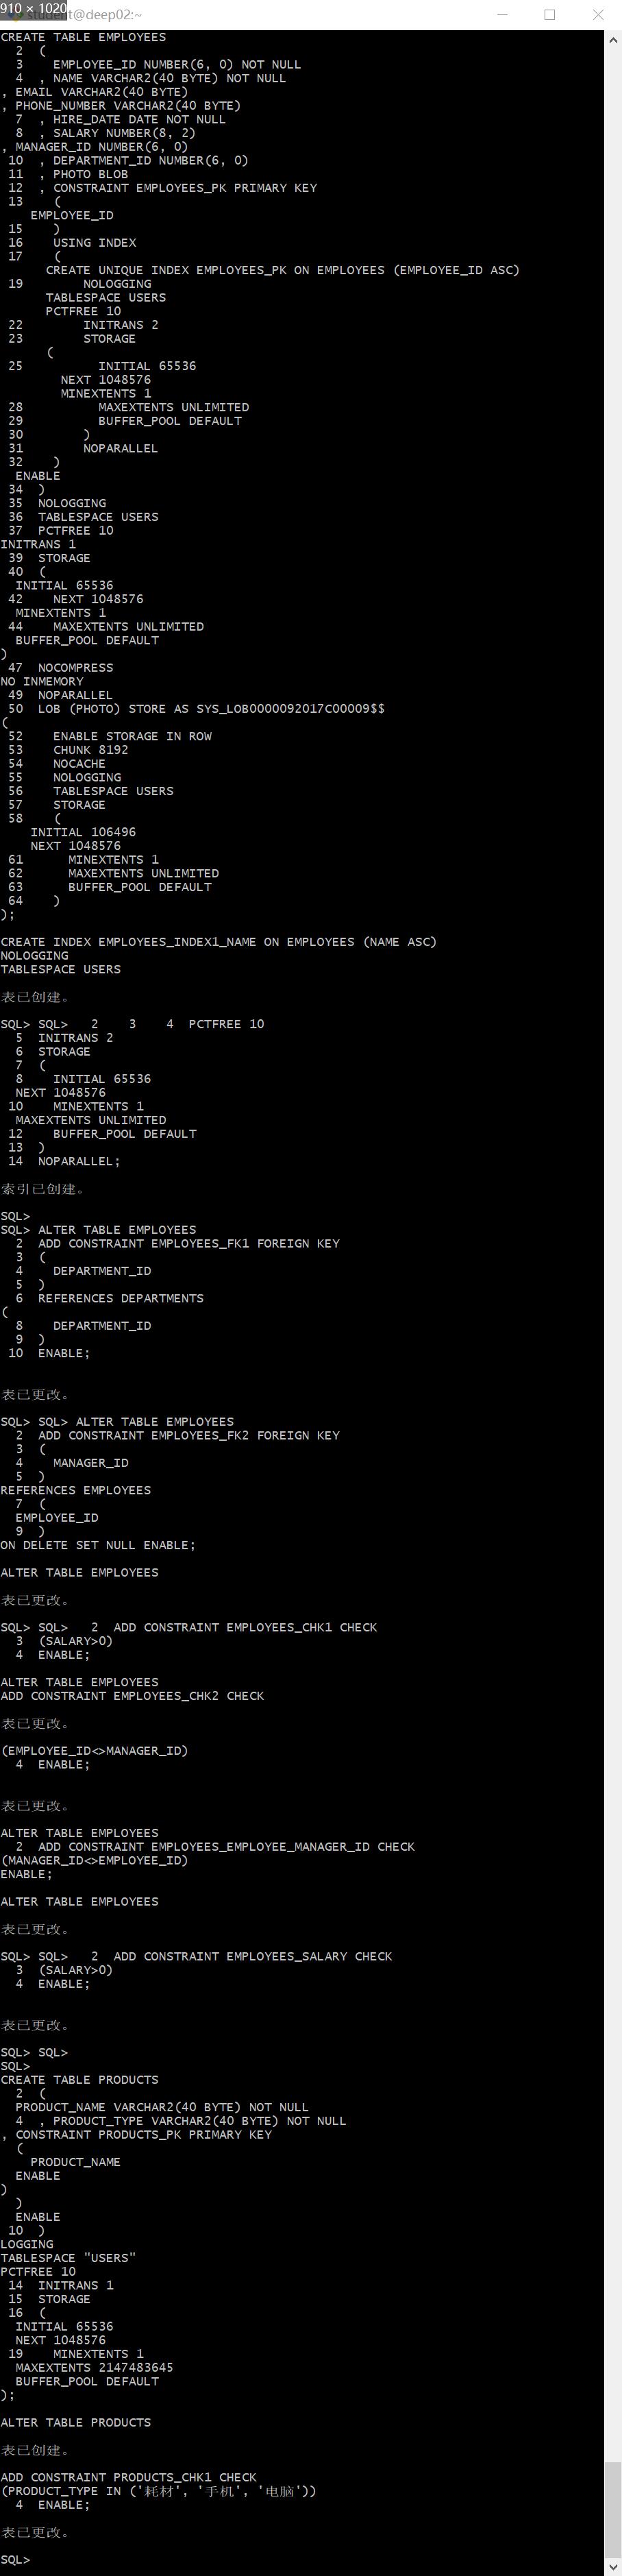 910 × 1020
student@deep02:~
CREATE TABLE EMPLOYEES
  2  (
  3    EMPLOYEE_ID NUMBER(6, 0) NOT NULL
  4  , NAME VARCHAR2(40 BYTE) NOT NULL
, EMAIL VARCHAR2(40 BYTE)
, PHONE_NUMBER VARCHAR2(40 BYTE)
  7  , HIRE_DATE DATE NOT NULL
  8  , SALARY NUMBER(8, 2)
, MANAGER_ID NUMBER(6, 0)
 10  , DEPARTMENT_ID NUMBER(6, 0)
 11  , PHOTO BLOB
 12  , CONSTRAINT EMPLOYEES_PK PRIMARY KEY
 13    (
    EMPLOYEE_ID
 15    )
 16    USING INDEX
 17    (
      CREATE UNIQUE INDEX EMPLOYEES_PK ON EMPLOYEES (EMPLOYEE_ID ASC)
 19        NOLOGGING
      TABLESPACE USERS
      PCTFREE 10
 22        INITRANS 2
 23        STORAGE
      (
 25          INITIAL 65536
        NEXT 1048576
        MINEXTENTS 1
 28          MAXEXTENTS UNLIMITED
 29          BUFFER_POOL DEFAULT
 30        )
 31        NOPARALLEL
 32    )
  ENABLE
 34  )
 35  NOLOGGING
 36  TABLESPACE USERS
 37  PCTFREE 10
INITRANS 1
 39  STORAGE
 40  (
  INITIAL 65536
 42    NEXT 1048576
  MINEXTENTS 1
 44    MAXEXTENTS UNLIMITED
  BUFFER_POOL DEFAULT
)
 47  NOCOMPRESS
NO INMEMORY
 49  NOPARALLEL
 50  LOB (PHOTO) STORE AS SYS_LOB0000092017C00009$$
(
 52    ENABLE STORAGE IN ROW
 53    CHUNK 8192
 54    NOCACHE
 55    NOLOGGING
 56    TABLESPACE USERS
 57    STORAGE
 58    (
    INITIAL 106496
    NEXT 1048576
 61      MINEXTENTS 1
 62      MAXEXTENTS UNLIMITED
 63      BUFFER_POOL DEFAULT
 64    )
);
CREATE INDEX EMPLOYEES_INDEX1_NAME ON EMPLOYEES (NAME ASC)
NOLOGGING
TABLESPACE USERS
表已创建。
SQL> SQL>   2    3    4  PCTFREE 10
  5  INITRANS 2
  6  STORAGE
  7  (
  8    INITIAL 65536
  NEXT 1048576
 10    MINEXTENTS 1
  MAXEXTENTS UNLIMITED
 12    BUFFER_POOL DEFAULT
 13  )
 14  NOPARALLEL;
索引已创建。
SQL>
SQL> ALTER TABLE EMPLOYEES
  2  ADD CONSTRAINT EMPLOYEES_FK1 FOREIGN KEY
  3  (
  4    DEPARTMENT_ID
  5  )
  6  REFERENCES DEPARTMENTS
(
  8    DEPARTMENT_ID
  9  )
 10  ENABLE;
表已更改。
SQL> SQL> ALTER TABLE EMPLOYEES
  2  ADD CONSTRAINT EMPLOYEES_FK2 FOREIGN KEY
  3  (
  4    MANAGER_ID
  5  )
REFERENCES EMPLOYEES
  7  (
  EMPLOYEE_ID
  9  )
ON DELETE SET NULL ENABLE;
ALTER TABLE EMPLOYEES
表已更改。
SQL> SQL>   2  ADD CONSTRAINT EMPLOYEES_CHK1 CHECK
  3  (SALARY>0)
  4  ENABLE;
ALTER TABLE EMPLOYEES
ADD CONSTRAINT EMPLOYEES_CHK2 CHECK
表已更改。
(EMPLOYEE_ID<>MANAGER_ID)
  4  ENABLE;
表已更改。
ALTER TABLE EMPLOYEES
  2  ADD CONSTRAINT EMPLOYEES_EMPLOYEE_MANAGER_ID CHECK
(MANAGER_ID<>EMPLOYEE_ID)
ENABLE;
ALTER TABLE EMPLOYEES
表已更改。
SQL> SQL>   2  ADD CONSTRAINT EMPLOYEES_SALARY CHECK
  3  (SALARY>0)
  4  ENABLE;
表已更改。
SQL> SQL>
SQL>
CREATE TABLE PRODUCTS
  2  (
  PRODUCT_NAME VARCHAR2(40 BYTE) NOT NULL
  4  , PRODUCT_TYPE VARCHAR2(40 BYTE) NOT NULL
, CONSTRAINT PRODUCTS_PK PRIMARY KEY
  (
    PRODUCT_NAME
  ENABLE
)
  )
  ENABLE
 10  )
LOGGING
TABLESPACE "USERS"
PCTFREE 10
 14  INITRANS 1
 15  STORAGE
 16  (
  INITIAL 65536
  NEXT 1048576
 19    MINEXTENTS 1
  MAXEXTENTS 2147483645
  BUFFER_POOL DEFAULT
);
ALTER TABLE PRODUCTS
表已创建。
ADD CONSTRAINT PRODUCTS_CHK1 CHECK
(PRODUCT_TYPE IN ('耗材', '手机', '电脑'))
  4  ENABLE;
表已更改。
SQL>